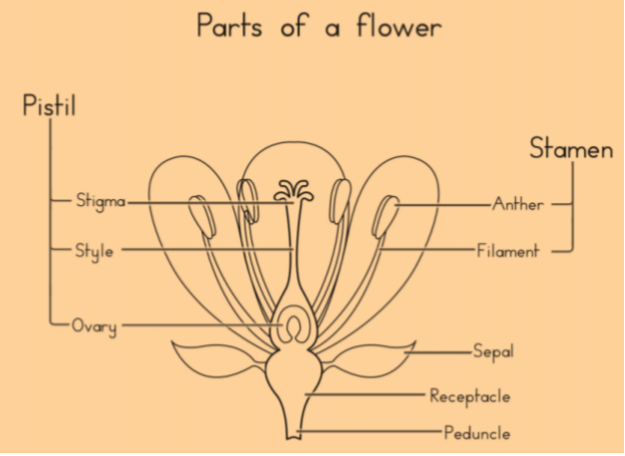 Parts of a flower
Pistil
Stamen
Stigma
Anther
Style
Filament
Ovary
Sepal
Receptacle
Peduncle